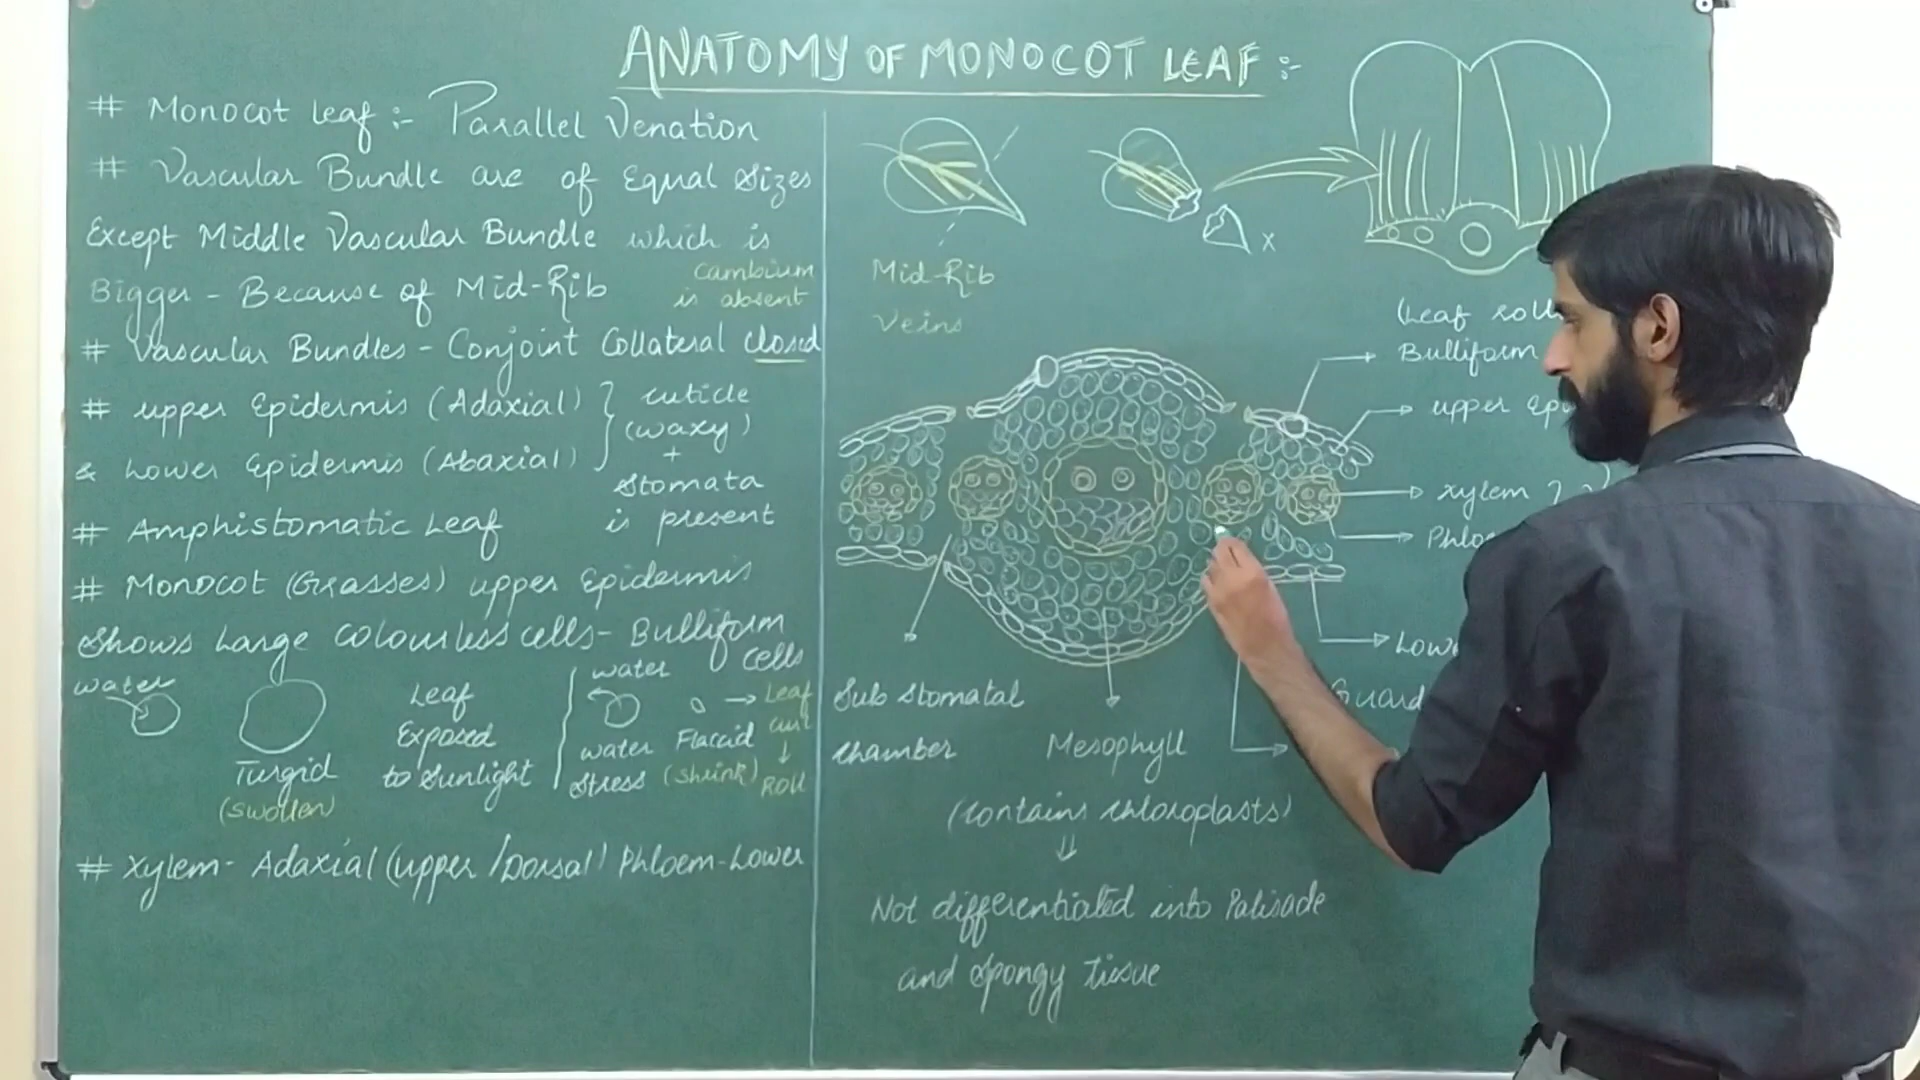 ANATOMY OF MONOCOT LEAF :-
# Monocot leaf :- Parallel Venation
# Vascular Bundle are of Equal Sizes
Except Middle Vascular Bundle which is
Bigger - Because of Mid-Rib
cambium
is absent
# Vascular Bundles - Conjoint Collateral closed
# upper Epidermis (Adaxial)
& Lower Epidermis (Abaxial)
cuticle
(waxy)
+
stomata
is present
# Amphistomatic Leaf
# Monocot (Grasses) upper Epidermis
Shows Large colourless cells - Bulliform
cells
water
Turgid
(swollen)
Leaf
Exposed
to Sunlight
water
water
Stress
Flaccid
(shrink)
→ Leaf
curl
↓
Roll
# Xylem - Adaxial (upper/Dorsal) Phloem-Lower
x
Mid-Rib
Veins
(Leaf
Bulliform
upper
xylem
Sub stomatal
chamber
Mesophyll
(contains chloroplasts)
⇓
Not differentiated into Palisade
and spongy tissue